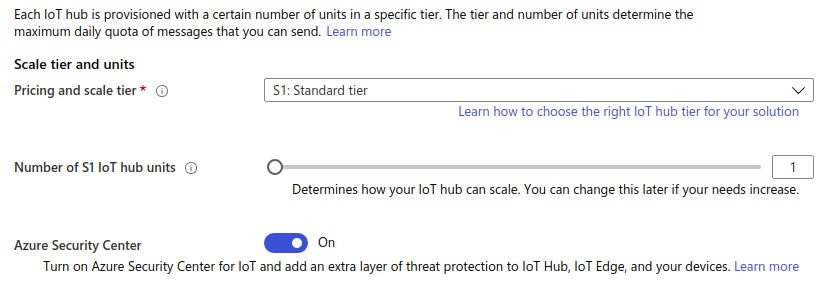 Each IoT hub is provisioned with a certain number of units in a specific tier. The tier and number of units determine the
maximum daily quota of messages that you can send. Learn more
Scale tier and units
Pricing and scale tier *
S1: Standard tier
Learn how to choose the right IoT hub tier for your solution
Number of S1 IoT hub units
1
Determines how your IoT hub can scale. You can change this later if your needs increase.
Azure Security Center
On
Turn on Azure Security Center for IoT and add an extra layer of threat protection to IoT Hub, IoT Edge, and your devices. Learn more